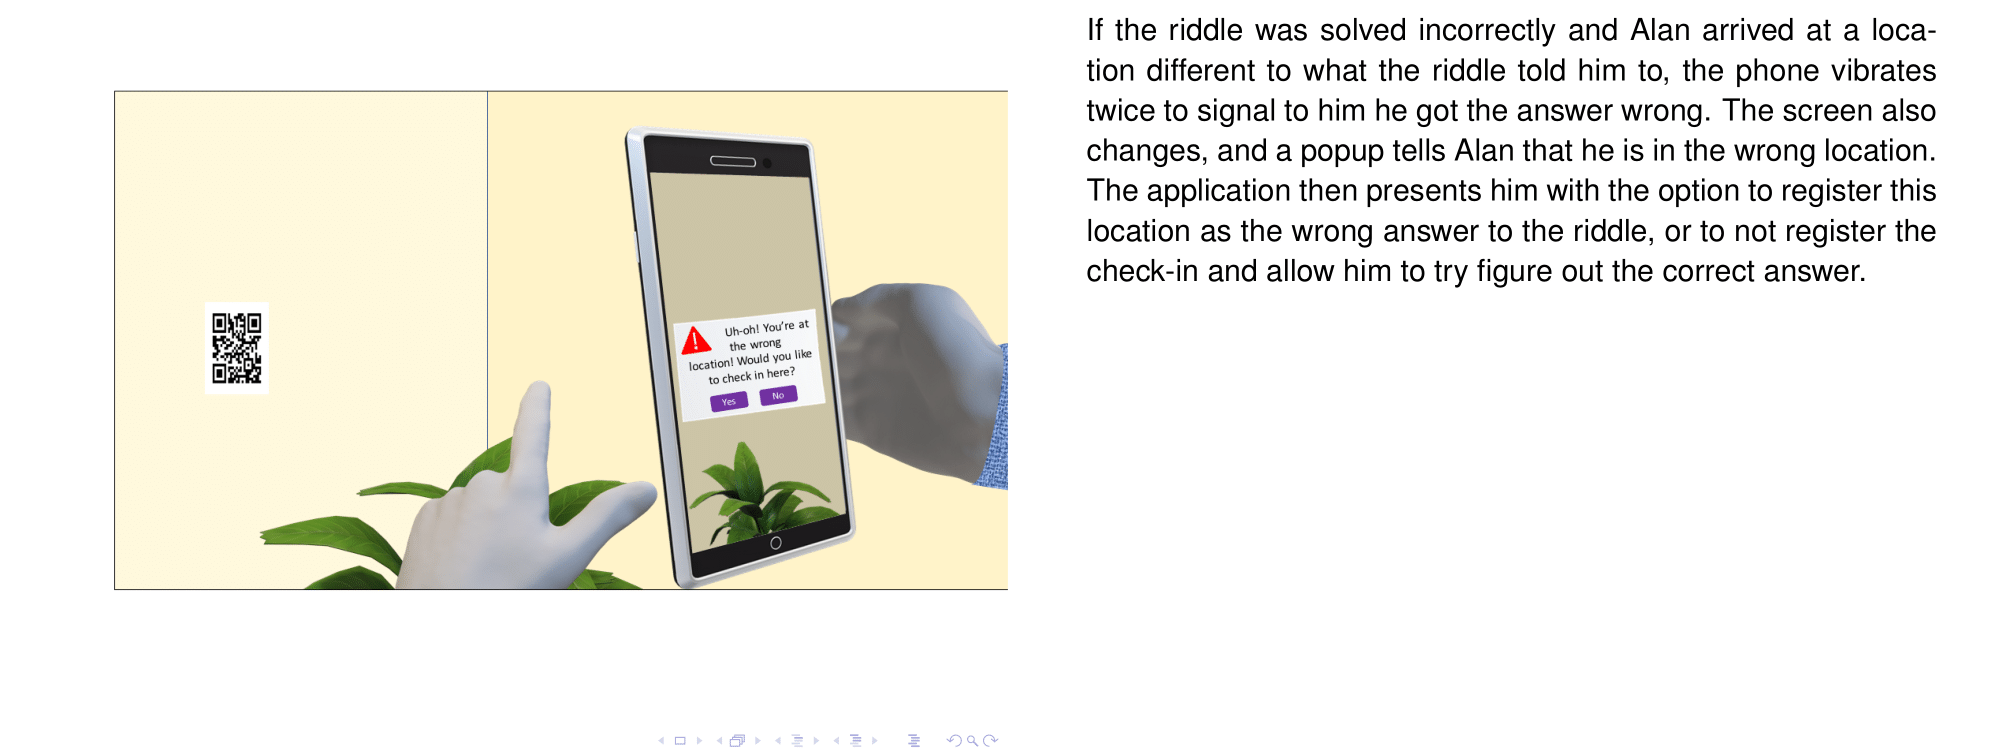 Uh-oh! You're at
the wrong
location! Would you like
to check in here?
Yes No
If the riddle was solved incorrectly and Alan arrived at a loca-
tion different to what the riddle told him to, the phone vibrates
twice to signal to him he got the answer wrong. The screen also
changes, and a popup tells Alan that he is in the wrong location.
The application then presents him with the option to register this
location as the wrong answer to the riddle, or to not register the
check-in and allow him to try figure out the correct answer.